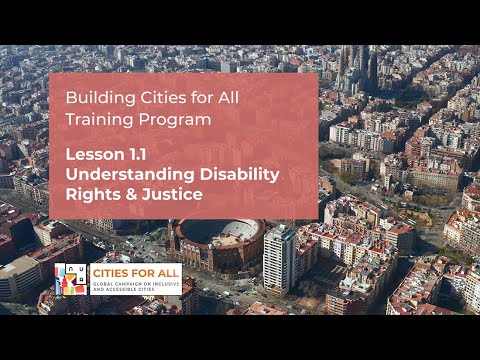 Building Cities for All
Training Program
Lesson 1.1
Understanding Disability
Rights & Justice
CITIES FOR ALL
GLOBAL CAMPAIGN ON INCLUSIVE
AND ACCESSIBLE CITIES